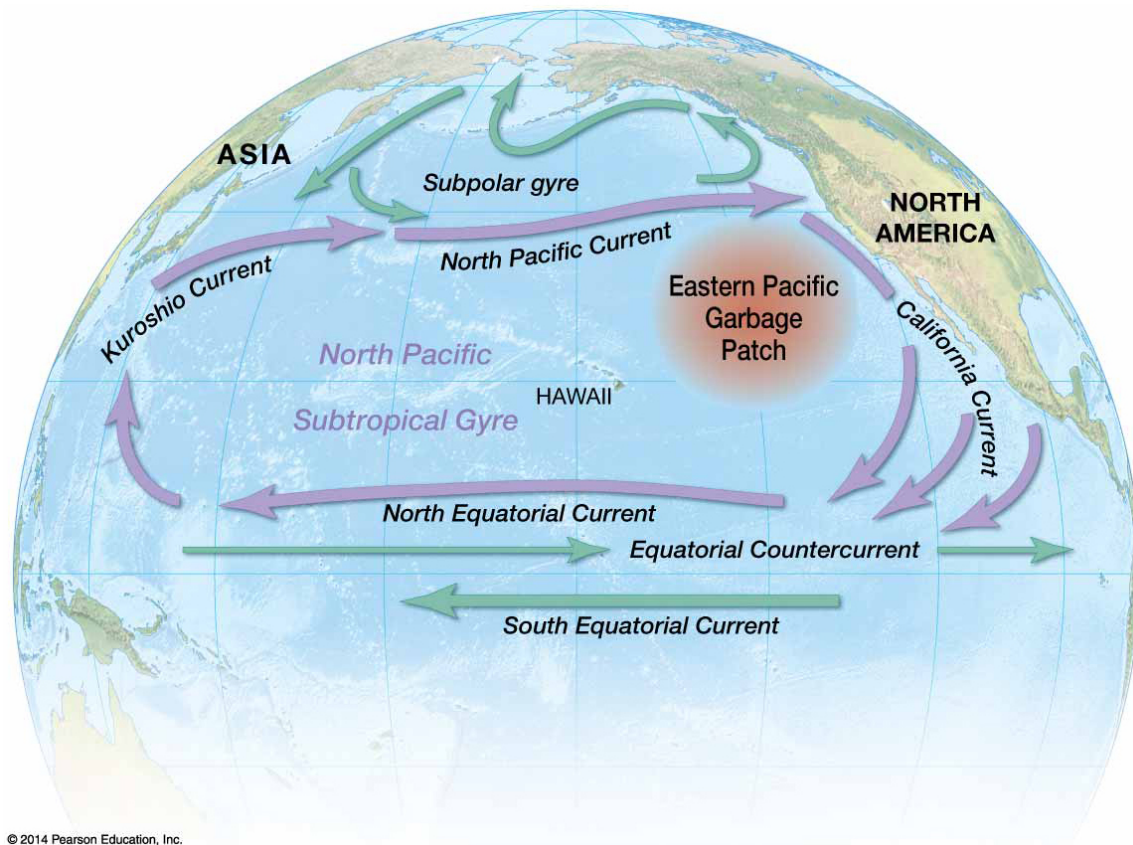 ASIA
Subpolar gyre
NORTH
AMERICA
North Pacific Current
Kuroshio Current
Eastern Pacific
Garbage
Patch
California Current
North Pacific
HAWAII
Subtropical Gyre
North Equatorial Current
Equatorial Countercurrent
South Equatorial Current
© 2014 Pearson Education, Inc.